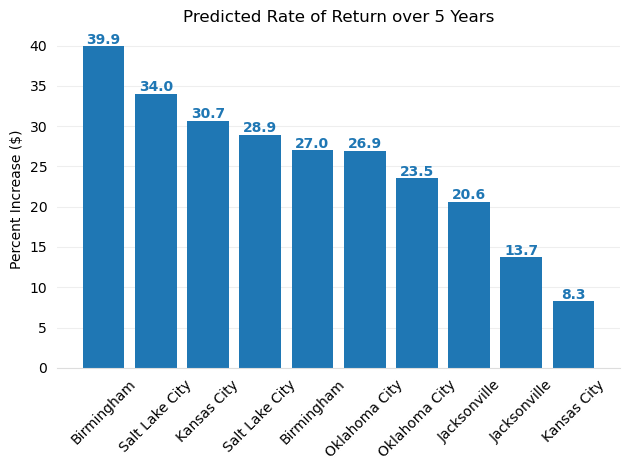 Predicted Rate of Return over 5 Years
Percent Increase ($)
40
35
30
25
20
15
10
5
0
39.9
34.0
30.7
28.9
27.0
26.9
23.5
20.6
13.7
8.3
Birmingham
Salt Lake City
Kansas City
Salt Lake City
Birmingham
Oklahoma City
Oklahoma City
Jacksonville
Jacksonville
Kansas City